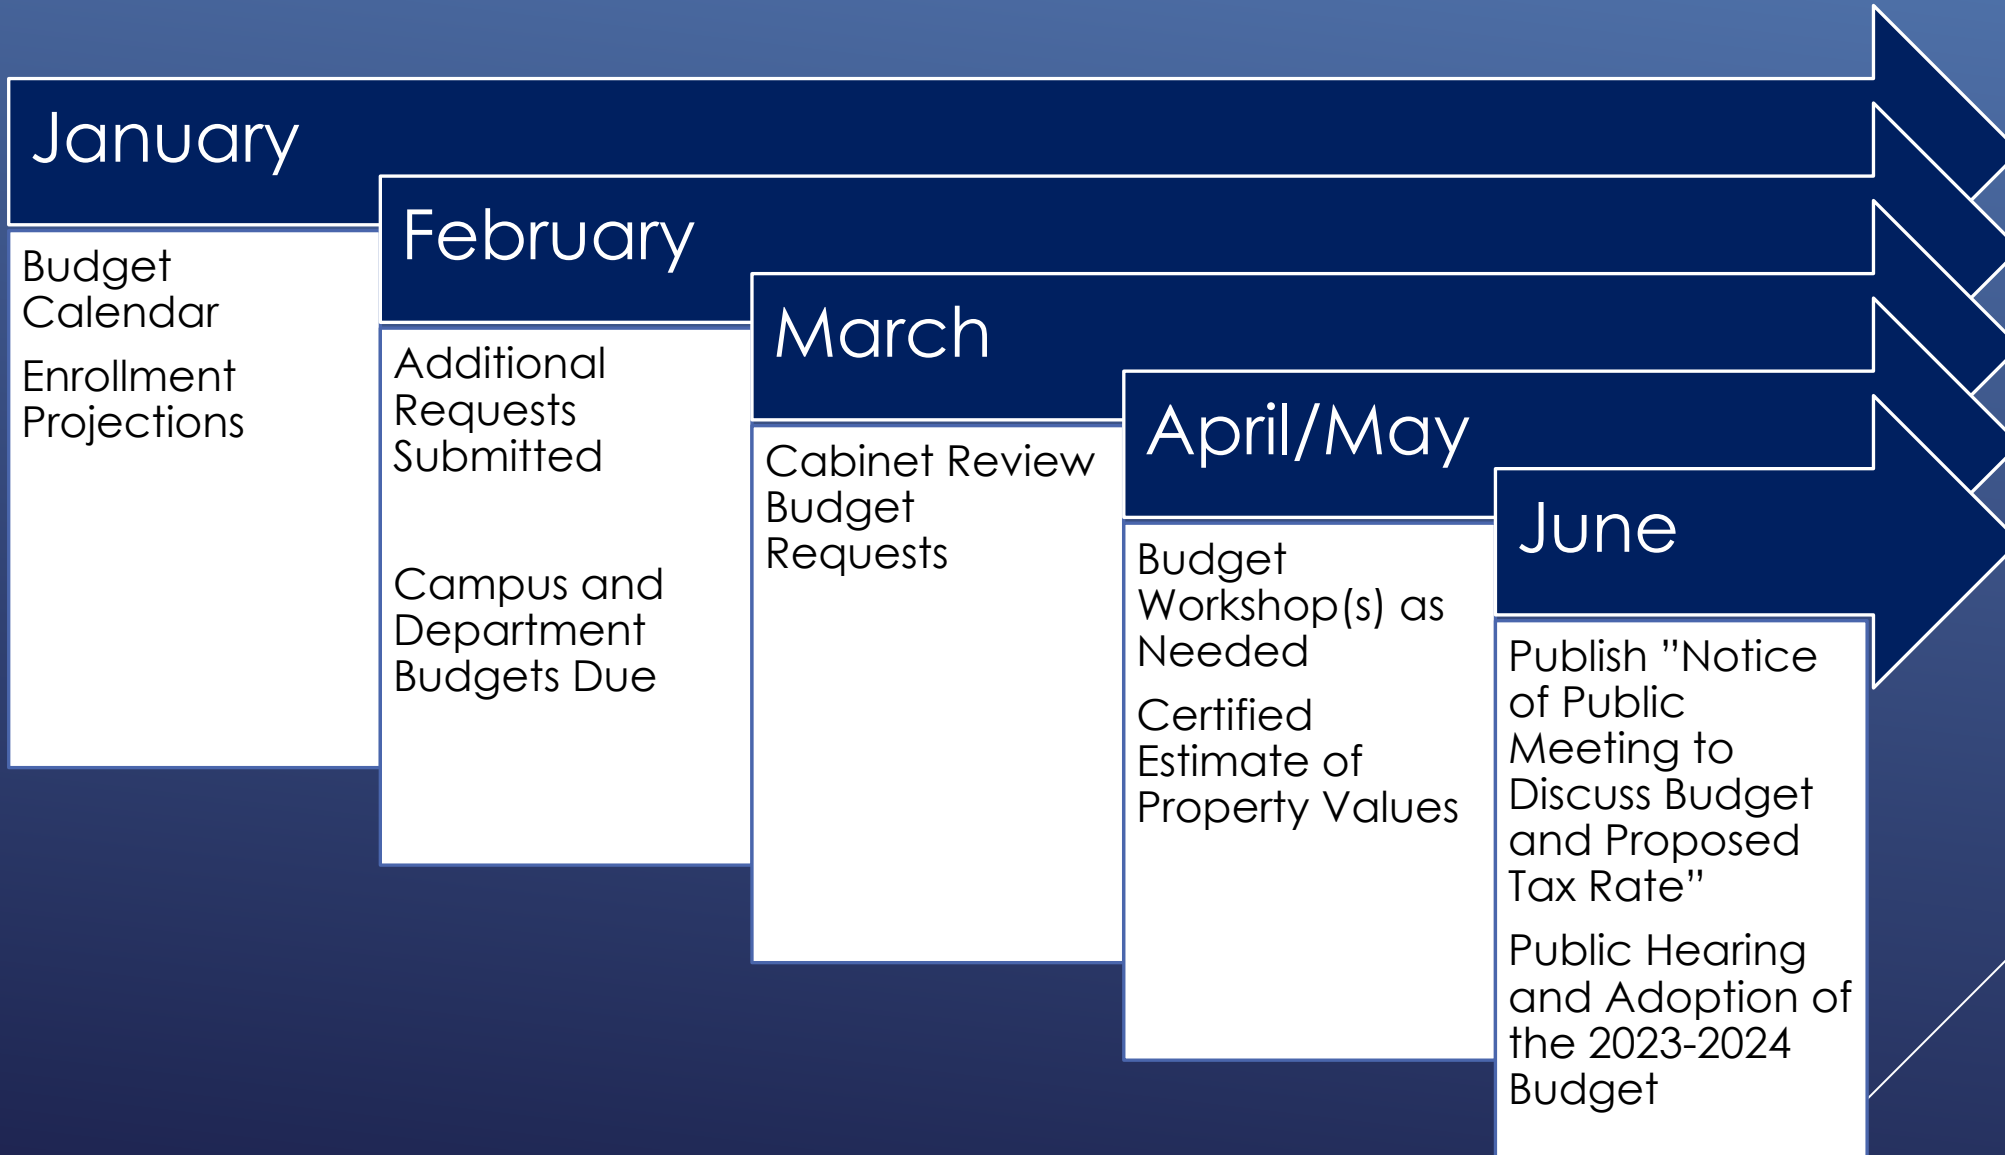 January
Budget
Calendar
Enrollment
Projections
February
Additional
Requests
Submitted
Campus and
Department
Budgets Due
March
Cabinet Review
Budget
Requests
April/May
Budget
Workshop(s) as
Needed
Certified
Estimate of
Property Values
June
Publish ”Notice
of Public
Meeting to
Discuss Budget
and Proposed
Tax Rate”
Public Hearing
and Adoption of
the 2023-2024
Budget